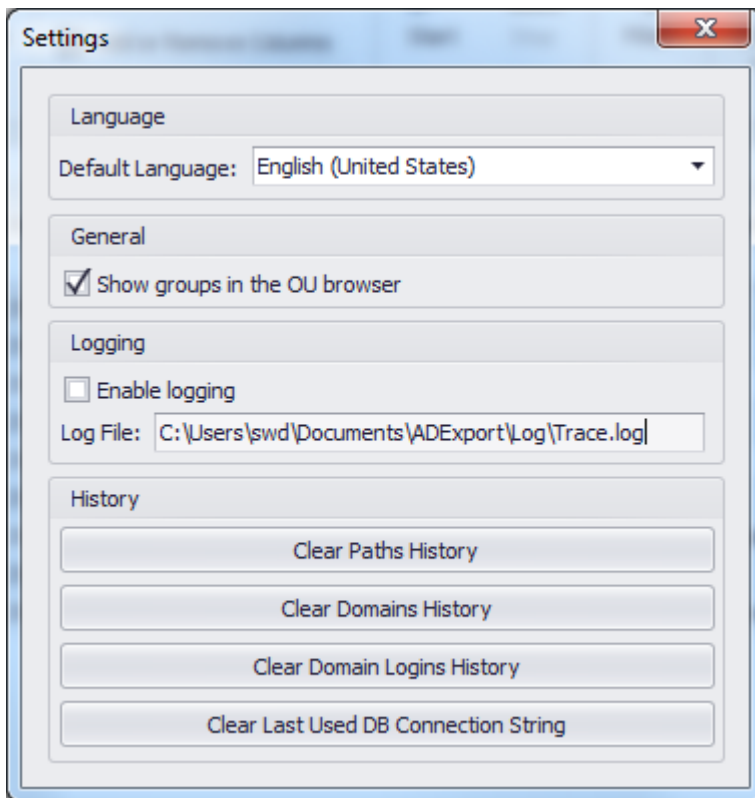 Settings
Start
Language
Default Language: English (United States)
General
Show groups in the OU browser
Logging
Enable logging
Log File: C:\Users\swd\Documents\ADExport\Log\Trace.log
History
Clear Paths History
Clear Domains History
Clear Domain Logins History
Clear Last Used DB Connection String